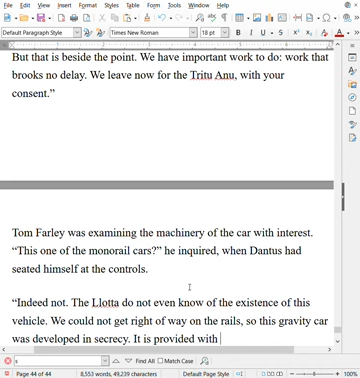 File Edit View Insert Format Styles Table Form Tools Window Help
Default Paragraph Style Times New Roman 18 pt
But that is beside the point. We have important work to do: work that
brooks no delay. We leave now for the Tritu Anu, with your
consent.”
Tom Farley was examining the machinery of the car with interest.
“This one of the monorail cars?” he inquired, when Dantus had
seated himself at the controls.
“Indeed not. The Llotta do not even know of the existence of this
vehicle. We could not get right of way on the rails, so this gravity car
was developed in secrecy. It is provided with
s Find All Match Case
Page 44 of 44 8,553 words, 49,239 characters Default Page Style 100%